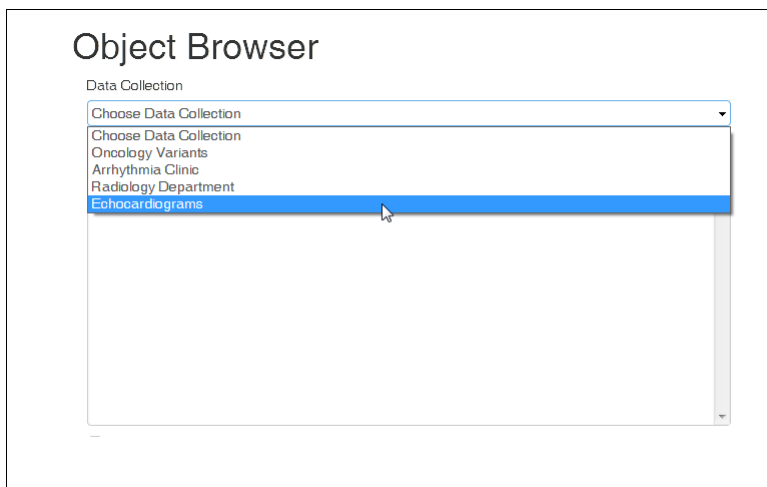 Object Browser
Data Collection
Choose Data Collection
Choose Data Collection
Oncology Variants
Arrhythmia Clinic
Radiology Department
Echocardiograms